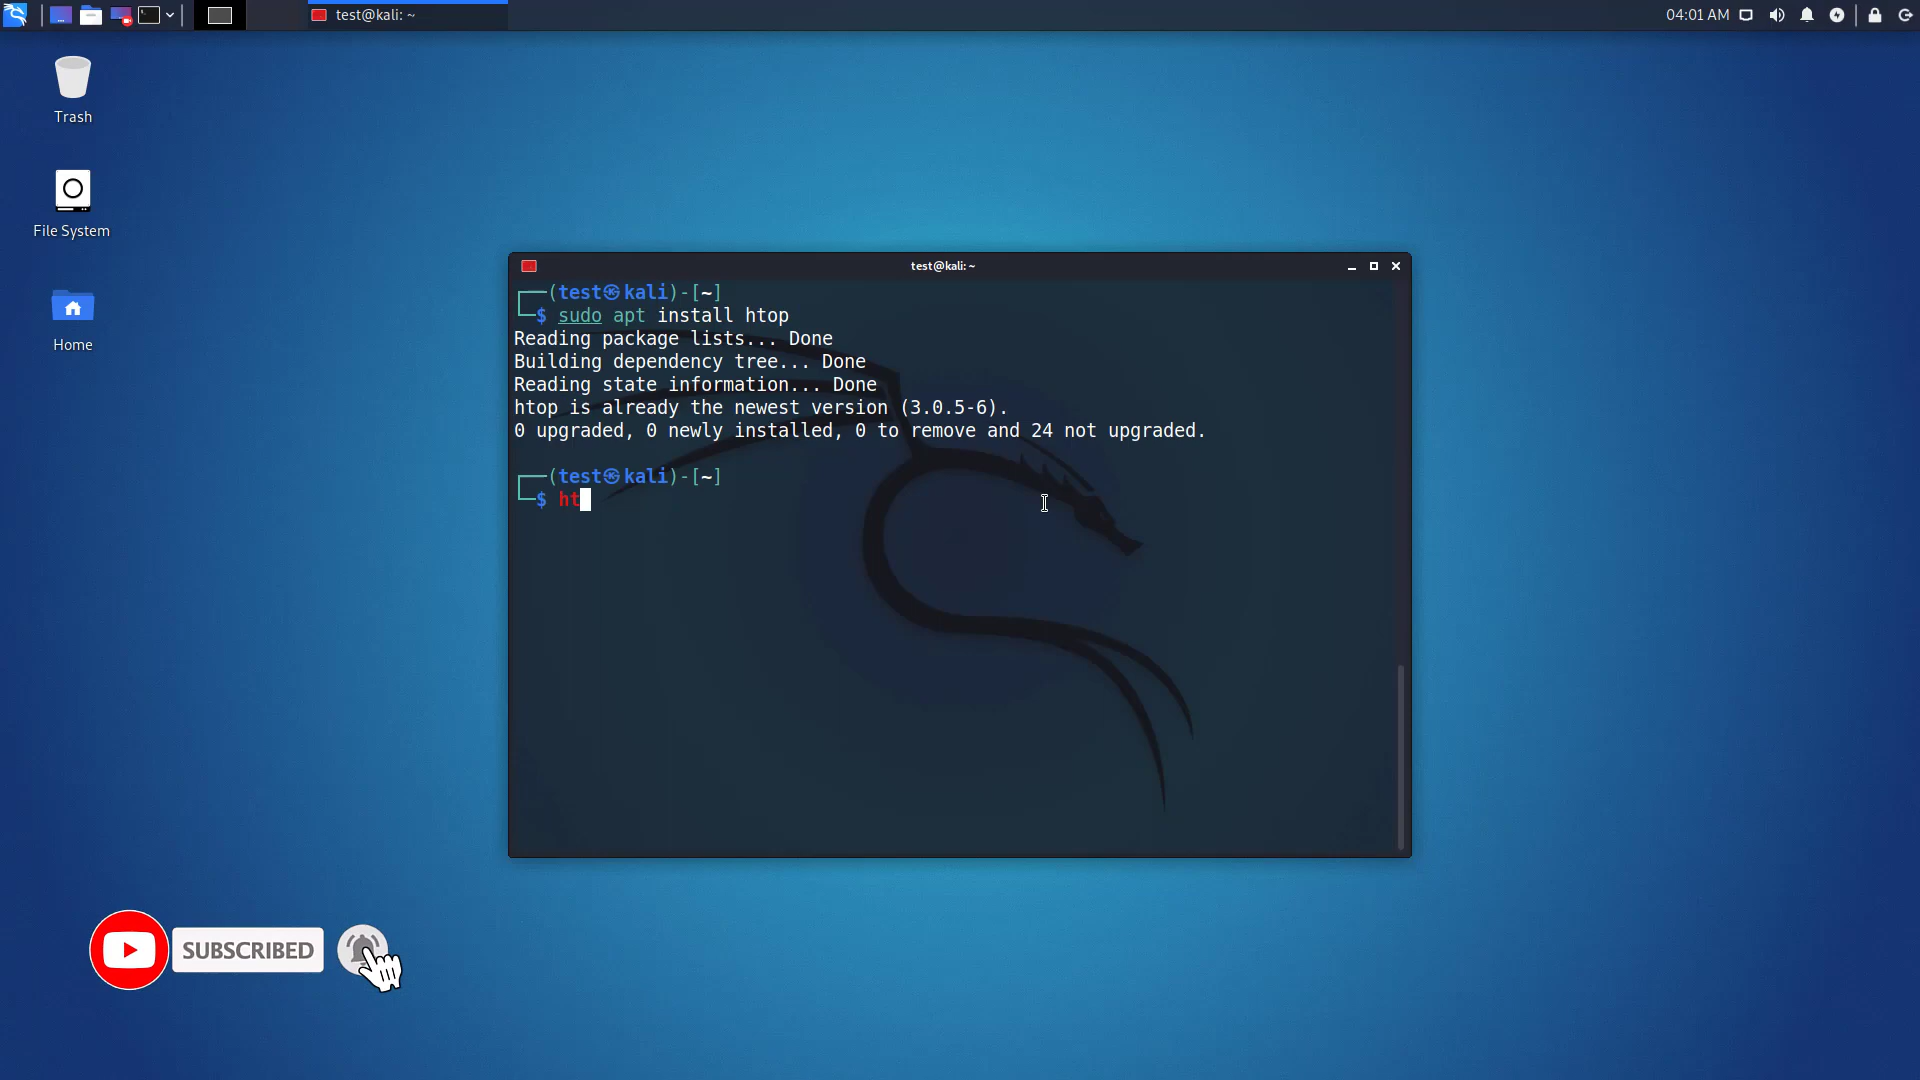 test@kali: ~
04:01 AM
Trash
File System
Home
test@kali: ~
┌──(test㉿kali)-[~]
└─$ sudo apt install htop
Reading package lists... Done
Building dependency tree... Done
Reading state information... Done
htop is already the newest version (3.0.5-6).
0 upgraded, 0 newly installed, 0 to remove and 24 not upgraded.
┌──(test㉿kali)-[~]
└─$ ht
SUBSCRIBED